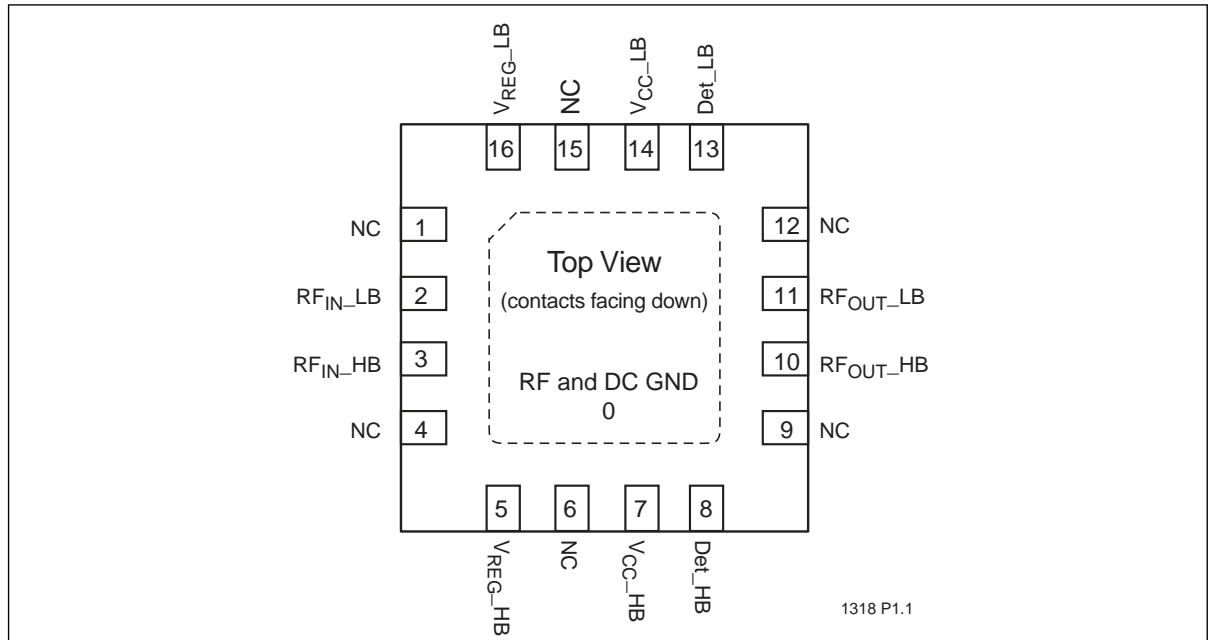 VREG_LB
NC
VCC_LB
Det_LB
16
15
14
13
NC
1
12
NC
RFIN_LB
2
11
RFOUT_LB
RFIN_HB
3
10
RFOUT_HB
NC
4
9
NC
Top View
(contacts facing down)
RF and DC GND
0
5
6
7
8
VREG_HB
NC
VCC_HB
Det_HB
1318 P1.1